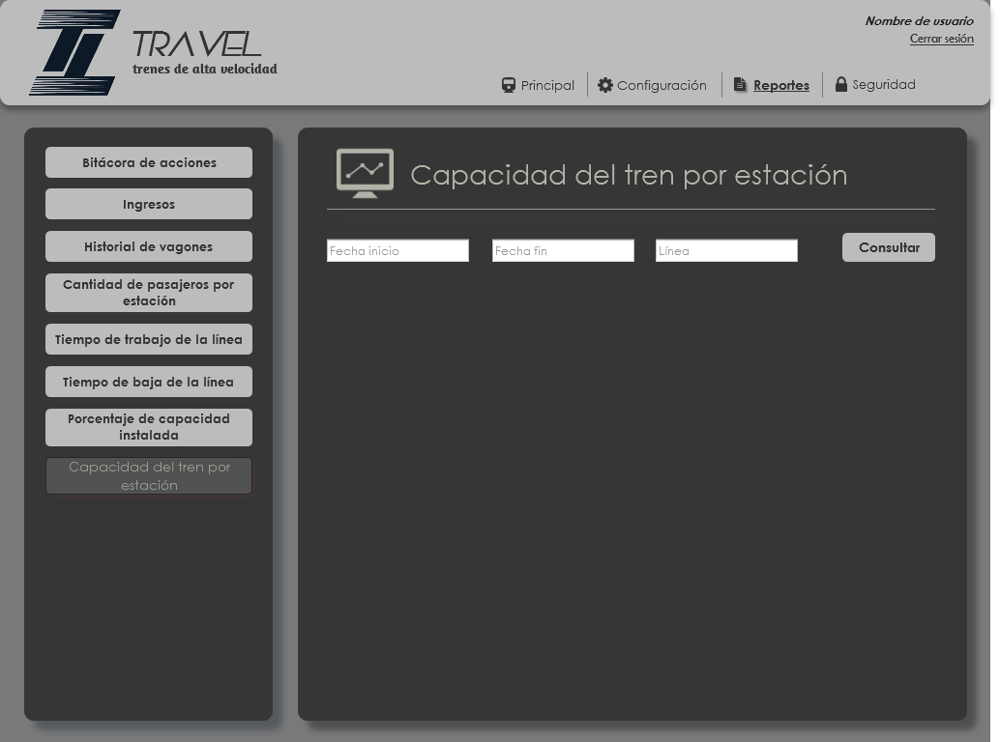 TRAVEL
trenes de alta velocidad
Nombre de usuario
Cerrar sesión
Principal
Configuración
Reportes
Seguridad
Bitácora de acciones
Ingresos
Historial de vagones
Cantidad de pasajeros por
estación
Tiempo de trabajo de la línea
Tiempo de baja de la línea
Porcentaje de capacidad
instalada
Capacidad del tren por
estación
Capacidad del tren por estación
Fecha inicio
Fecha fin
Línea
Consultar